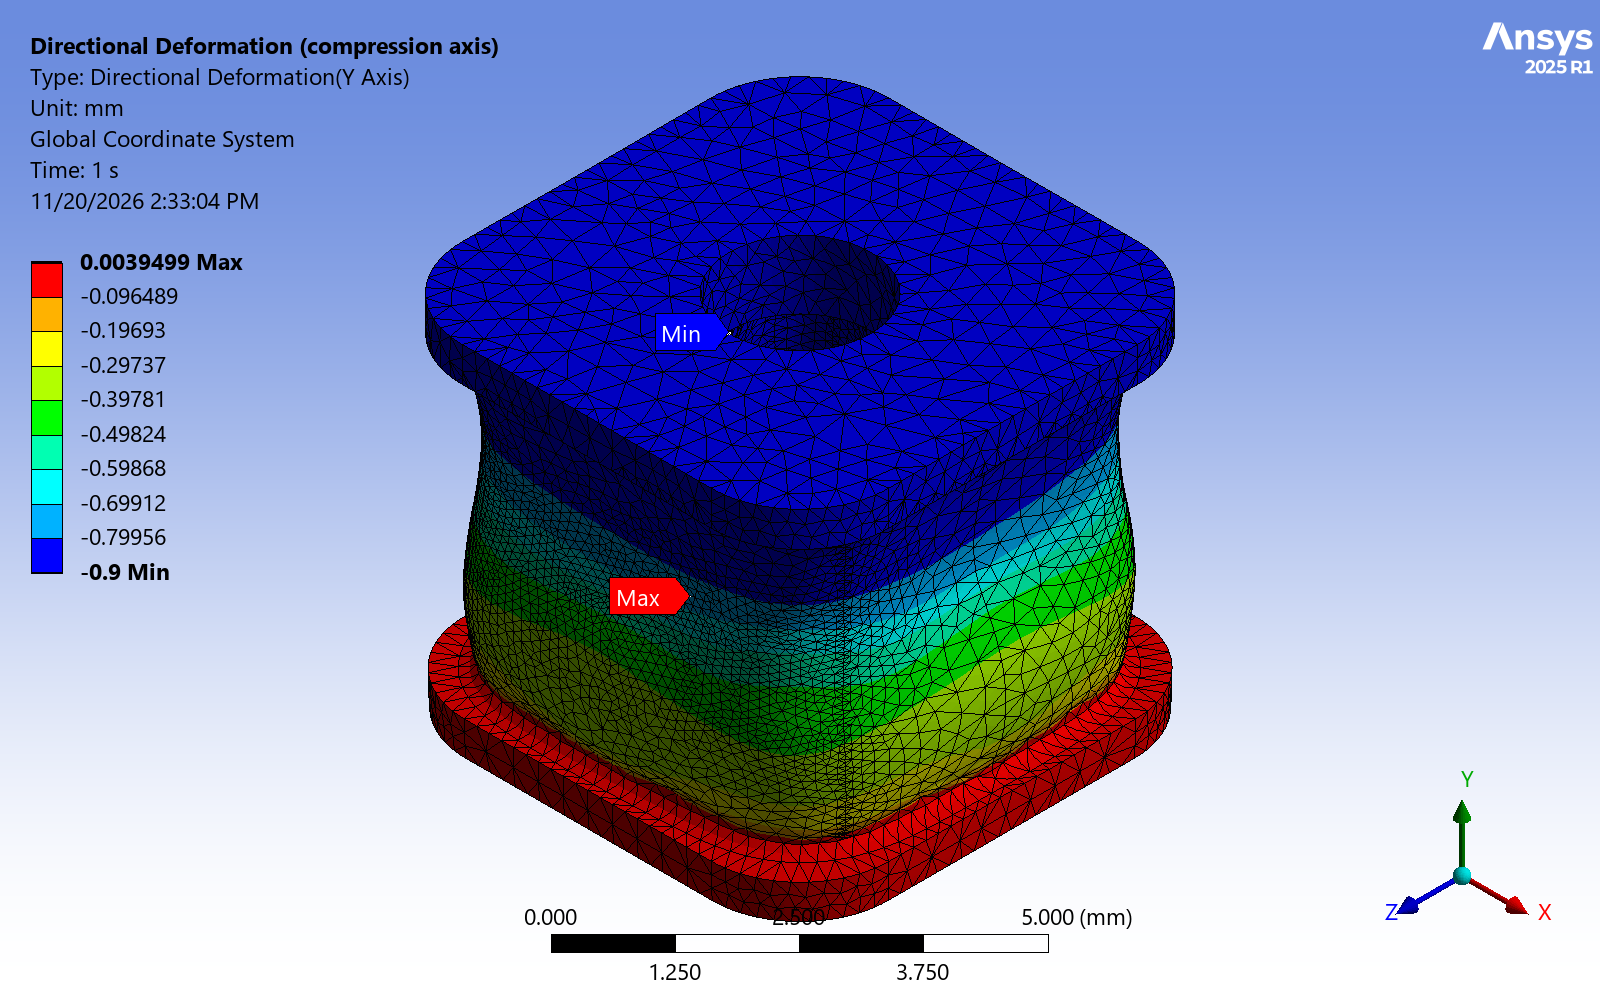 Directional Deformation (compression axis)
Type: Directional Deformation(Y Axis)
Unit: mm
Global Coordinate System
Time: 1 s
11/20/2026 2:33:04 PM
Ansys
2025 R1
0.0039499 Max
-0.096489
-0.19693
-0.29737
-0.39781
-0.49824
-0.59868
-0.69912
-0.79956
-0.9 Min
Min
Max
0.000
2.500
5.000 (mm)
1.250
3.750
Y
Z
X